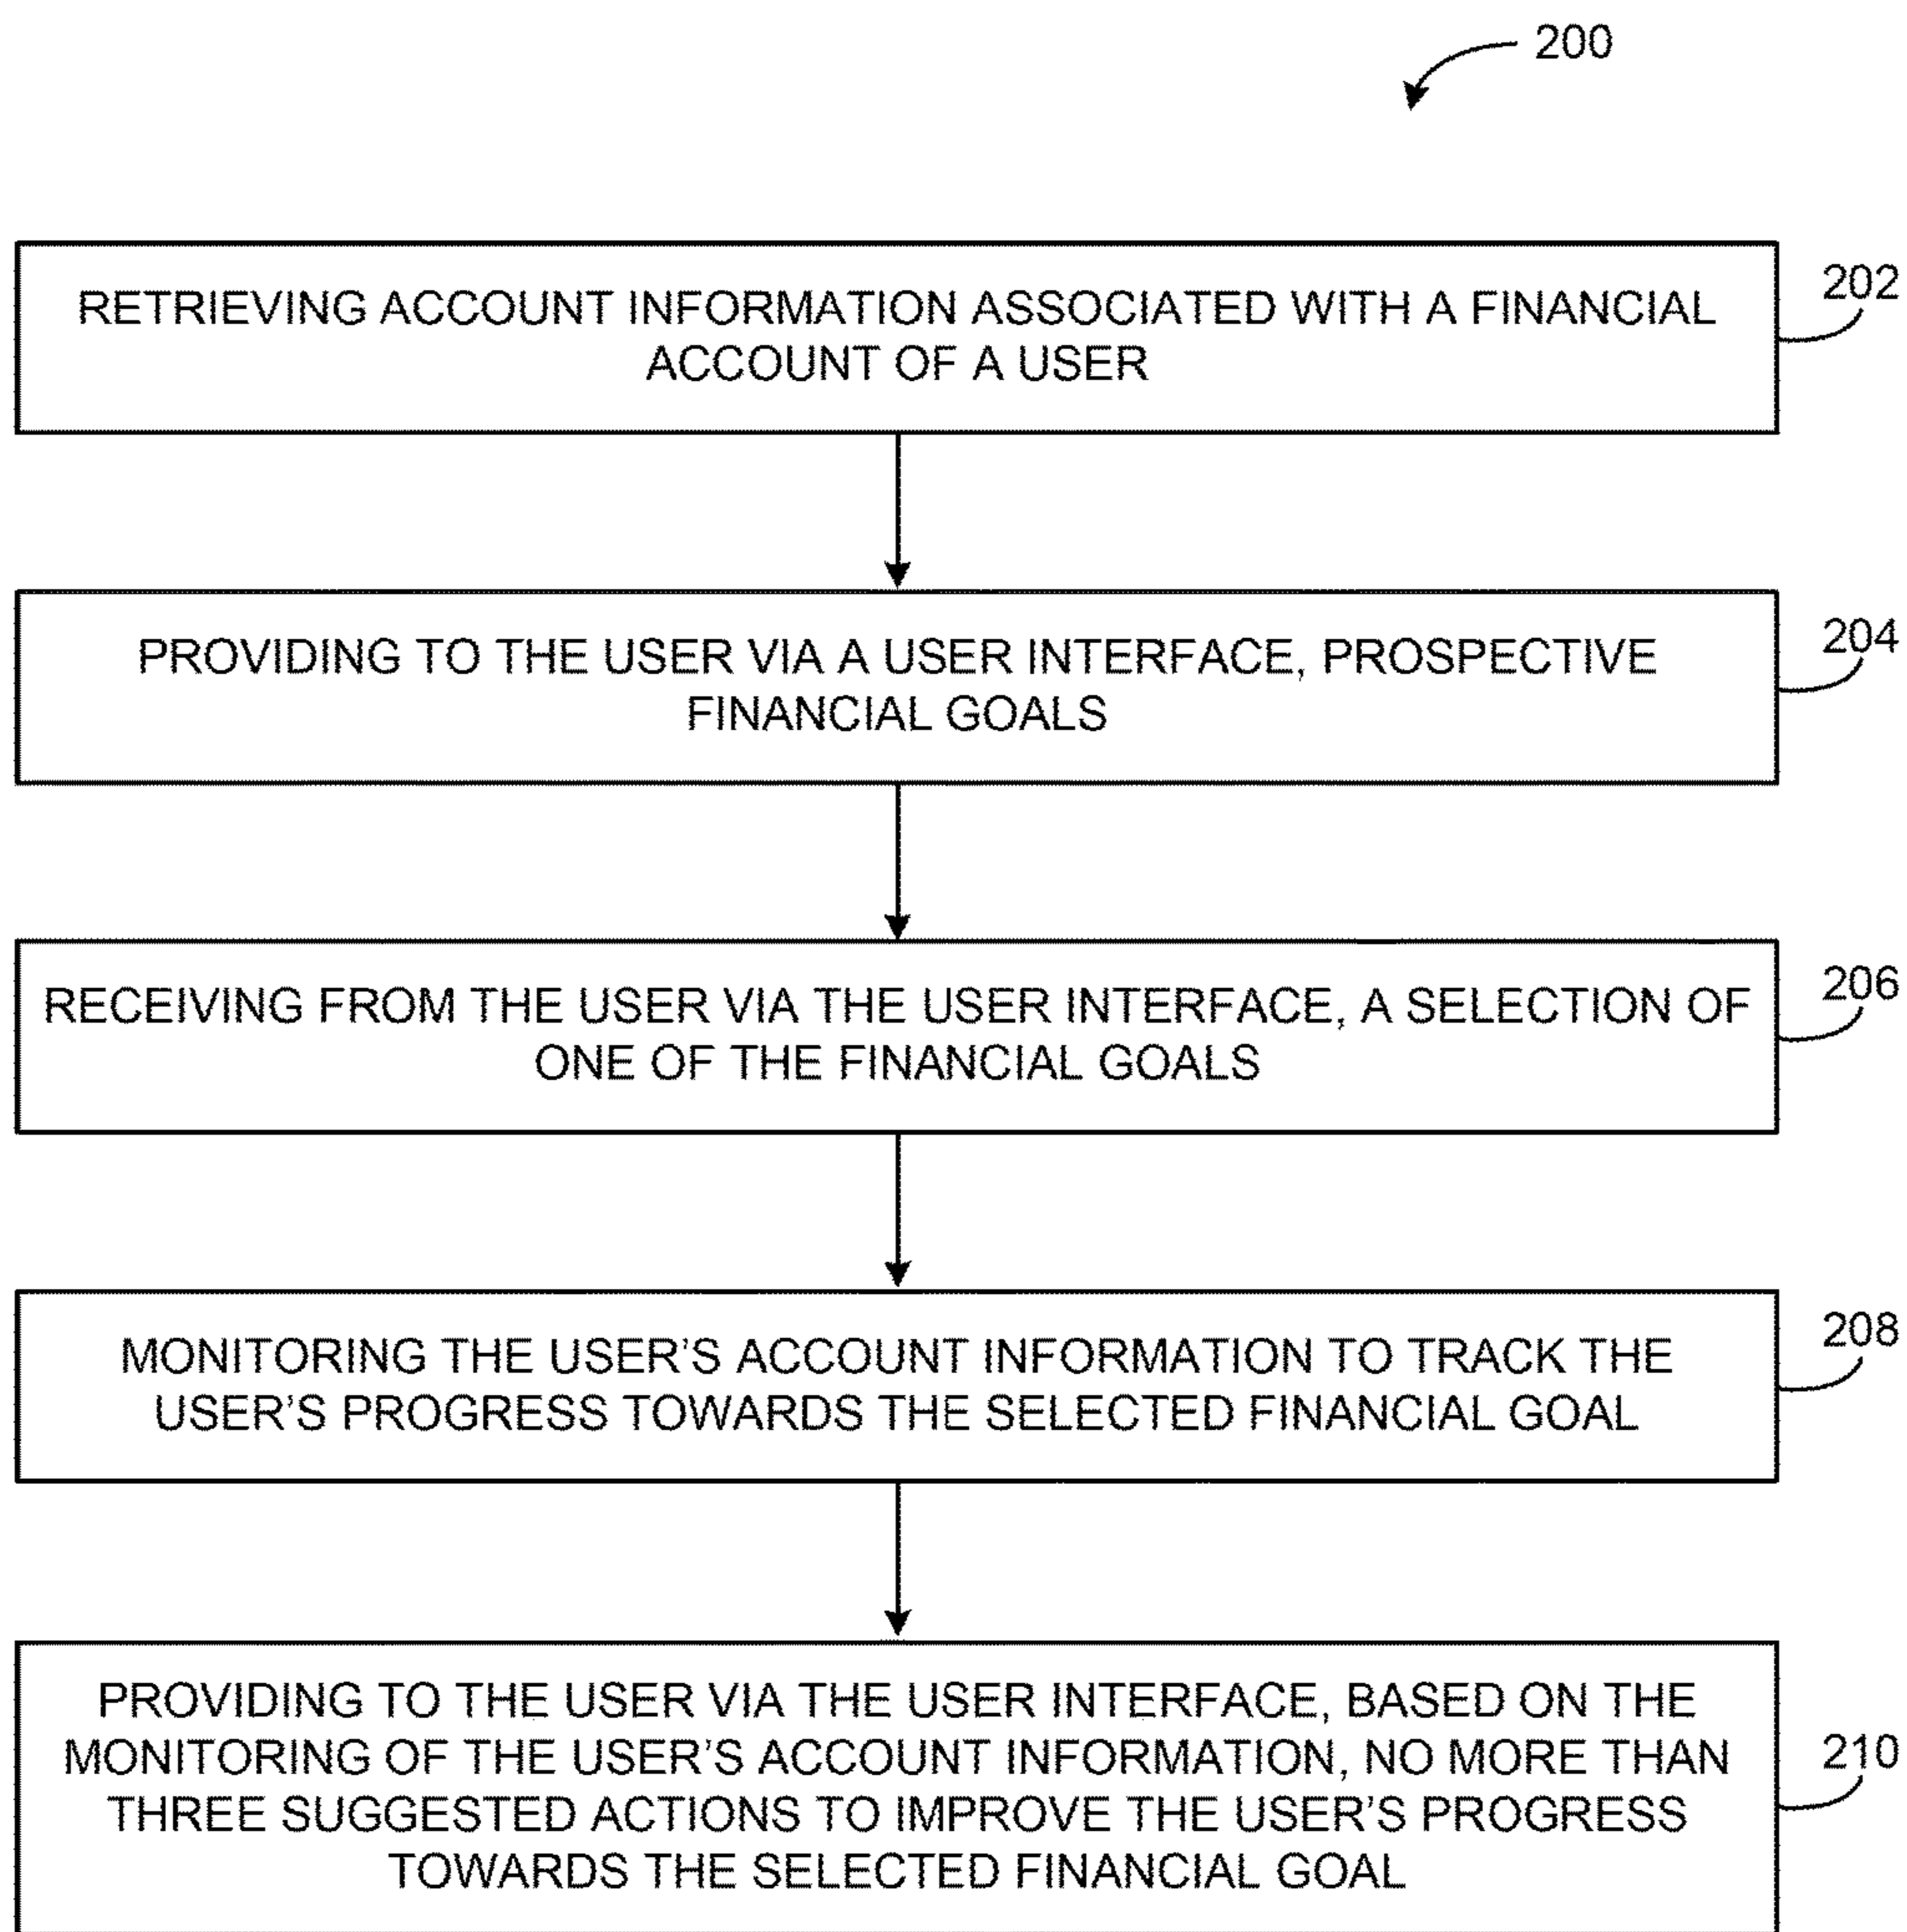 200
RETRIEVING ACCOUNT INFORMATION ASSOCIATED WITH A FINANCIAL
ACCOUNT OF A USER
202
PROVIDING TO THE USER VIA A USER INTERFACE, PROSPECTIVE
FINANCIAL GOALS
204
RECEIVING FROM THE USER VIA THE USER INTERFACE, A SELECTION OF
ONE OF THE FINANCIAL GOALS
206
MONITORING THE USER'S ACCOUNT INFORMATION TO TRACK THE
USER'S PROGRESS TOWARDS THE SELECTED FINANCIAL GOAL
208
PROVIDING TO THE USER VIA THE USER INTERFACE, BASED ON THE
MONITORING OF THE USER'S ACCOUNT INFORMATION, NO MORE THAN
THREE SUGGESTED ACTIONS TO IMPROVE THE USER'S PROGRESS
TOWARDS THE SELECTED FINANCIAL GOAL
210